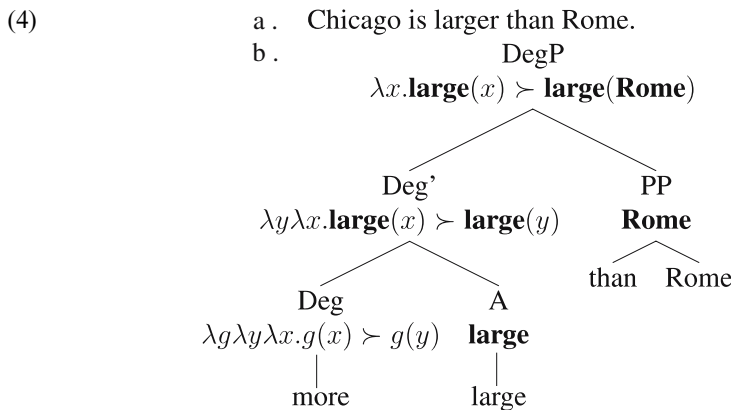 (4) a. Chicago is larger than Rome.
b. DegP
λx.large(x) ≻ large(Rome)
Deg’ PP
λyλx.large(x) ≻ large(y) Rome
than Rome
Deg A
λgλyλx.g(x) ≻ g(y) large
more large